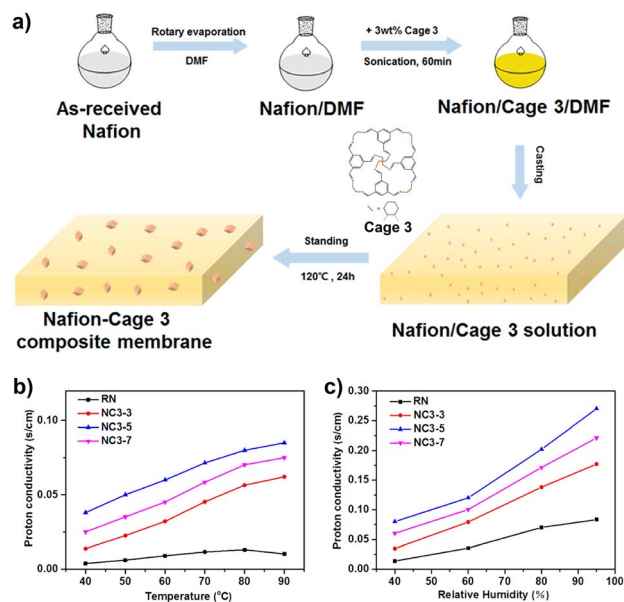 a)
Rotary evaporation
DMF
+ 3wt% Cage 3
Sonication, 60min
As-received
Nafion
Nafion/DMF
Nafion/Cage 3/DMF
Casting
Cage 3
Standing
120℃ , 24h
Nafion-Cage 3
composite membrane
Nafion/Cage 3 solution
b)
RN
NC3-3
NC3-5
NC3-7
Proton conductivity (s/cm)
0.10
0.05
0.00
40 50 60 70 80 90
Temperature (°C)
c)
RN
NC3-3
NC3-5
NC3-7
Proton conductivity (s/cm)
0.30
0.25
0.20
0.15
0.10
0.05
0.00
40 60 80 100
Relative Humidity (%)